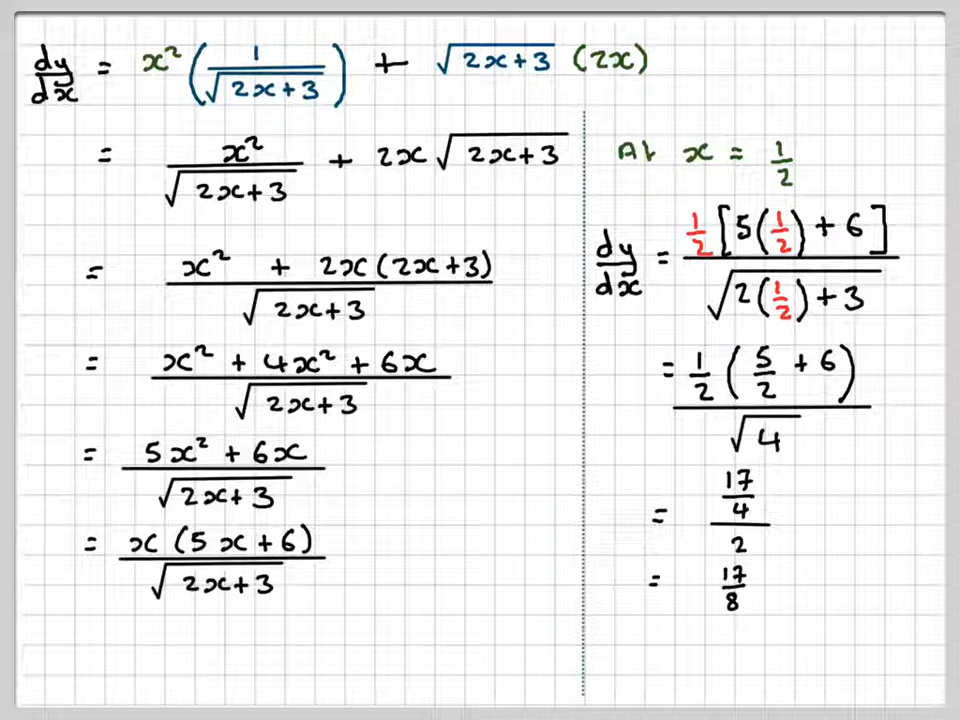 dy/dx = x² (1/√(2x+3)) + √(2x+3) (2x)
= x²/√(2x+3) + 2x√(2x+3)
= (x² + 2x(2x+3))/√(2x+3)
= (x² + 4x² + 6x)/√(2x+3)
= (5x² + 6x)/√(2x+3)
= x(5x+6)/√(2x+3)
At x = 1/2
dy/dx = 1/2[5(1/2)+6]/√(2(1/2)+3)
= 1/2(5/2 + 6)/√4
= (17/4)/2
= 17/8